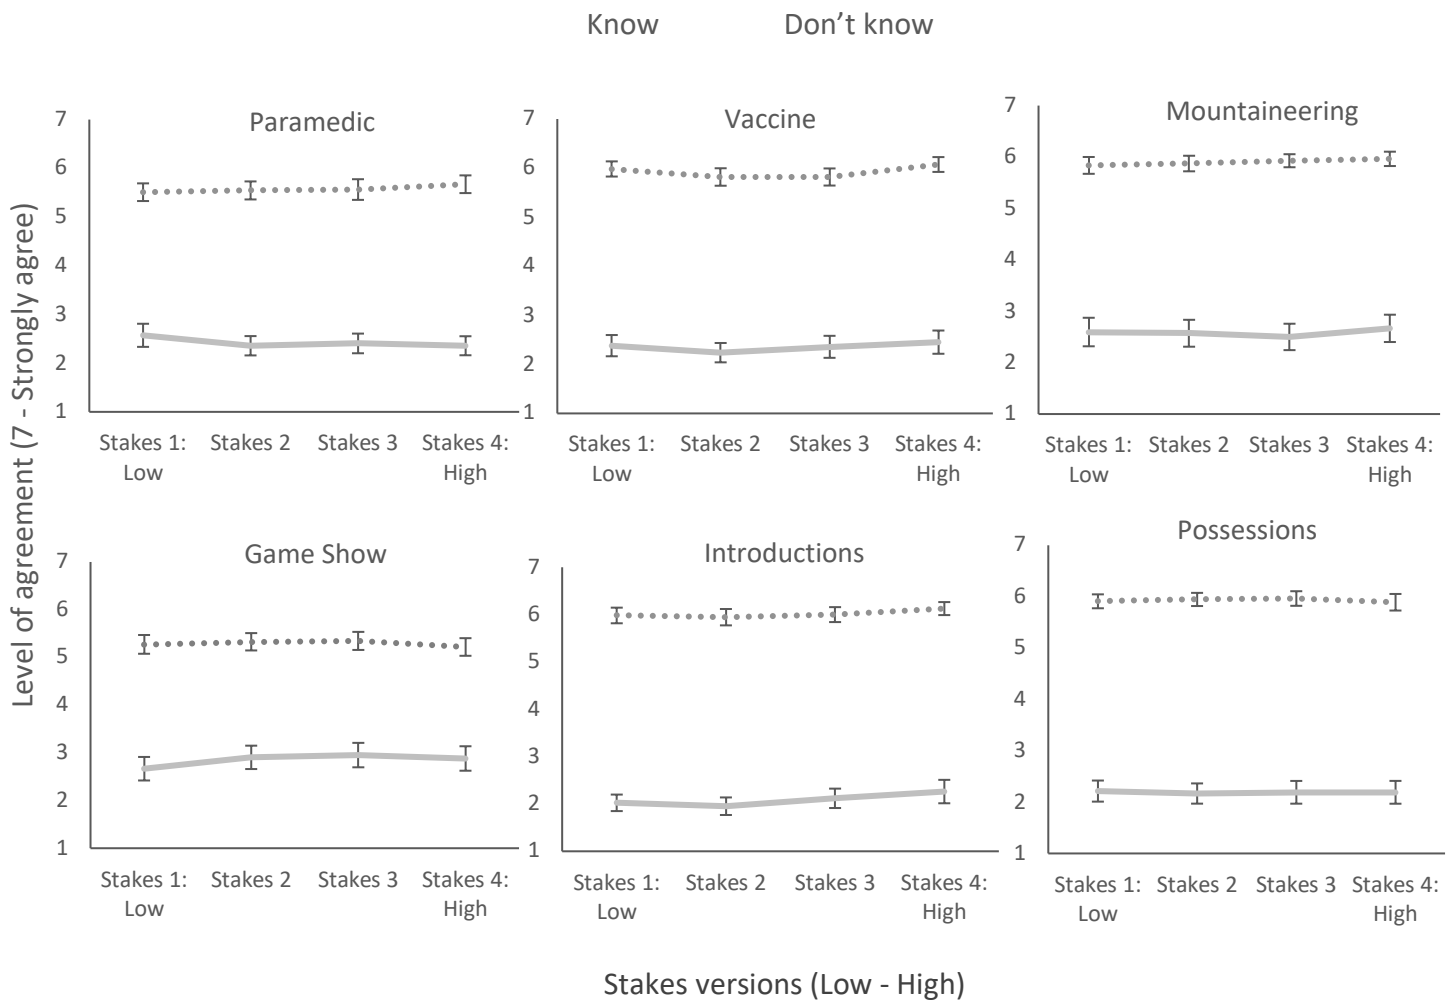 Know Don't know
Level of agreement (7 - Strongly agree)
Paramedic
7
6
5
4
3
2
1
Stakes 1: Stakes 2 Stakes 3 Stakes 4:
Low High
Vaccine
7
6
5
4
3
2
1
Stakes 1: Stakes 2 Stakes 3 Stakes 4:
Low High
Mountaineering
7
6
5
4
3
2
1
Stakes 1: Stakes 2 Stakes 3 Stakes 4:
Low High
Game Show
7
6
5
4
3
2
1
Stakes 1: Stakes 2 Stakes 3 Stakes 4:
Low High
Introductions
7
6
5
4
3
2
1
Stakes 1: Stakes 2 Stakes 3 Stakes 4:
Low High
Possessions
7
6
5
4
3
2
1
Stakes 1: Stakes 2 Stakes 3 Stakes 4:
Low High
Stakes versions (Low - High)